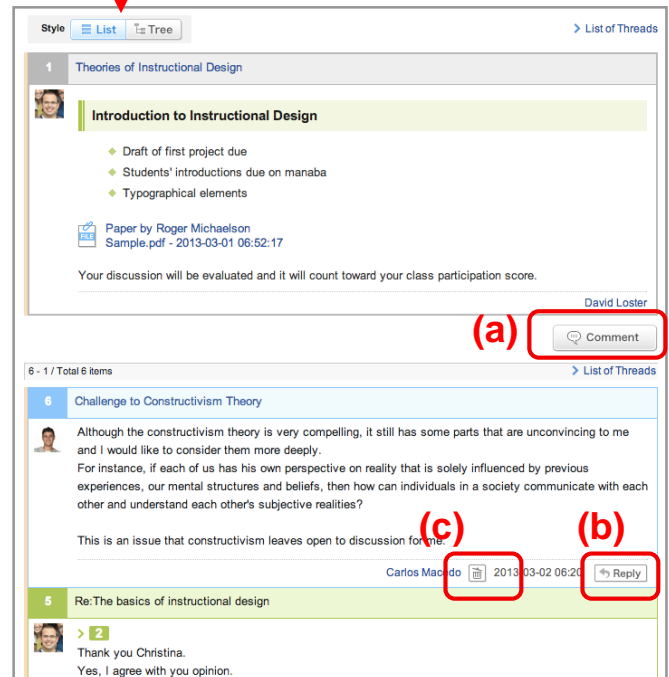 Style List Tree
> List of Threads
1 Theories of Instructional Design
Introduction to Instructional Design
Draft of first project due
Students' introductions due on manaba
Typographical elements
FILE
Paper by Roger Michaelson
Sample.pdf - 2013-03-01 06:52:17
Your discussion will be evaluated and it will count toward your class participation score.
David Loster
(a)
Comment
6 - 1 / Total 6 items
> List of Threads
6 Challenge to Constructivism Theory
Although the constructivism theory is very compelling, it still has some parts that are unconvincing to me
and I would like to consider them more deeply.
For instance, if each of us has his own perspective on reality that is solely influenced by previous
experiences, our mental structures and beliefs, then how can individuals in a society communicate with each
other and understand each other's subjective realities?
(c)
(b)
This is an issue that constructivism leaves open to discussion for me.
Carlos Macedo 2013-03-02 06:20 Reply
5 Re:The basics of instructional design
> 2
Thank you Christina.
Yes, I agree with you opinion.